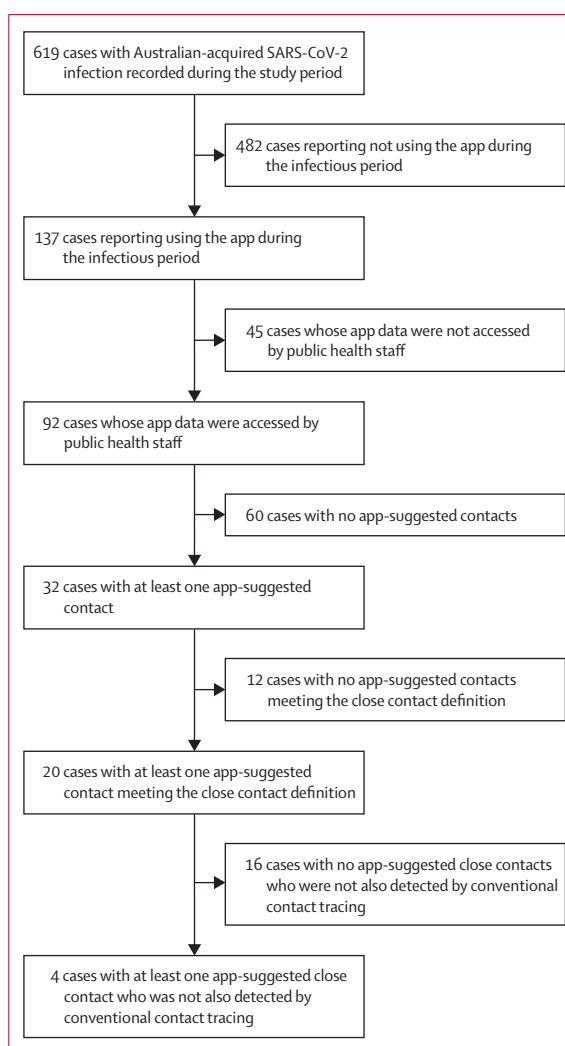 619 cases with Australian-acquired SARS-CoV-2
infection recorded during the study period
482 cases reporting not using the app during
the infectious period
137 cases reporting using the app during
the infectious period
45 cases whose app data were not accessed
by public health staff
92 cases whose app data were accessed by
public health staff
60 cases with no app-suggested contacts
32 cases with at least one app-suggested
contact
12 cases with no app-suggested contacts
meeting the close contact definition
20 cases with at least one app-suggested
contact meeting the close contact definition
16 cases with no app-suggested close contacts
who were not also detected by conventional
contact tracing
4 cases with at least one app-suggested close
contact who was not also detected by
conventional contact tracing